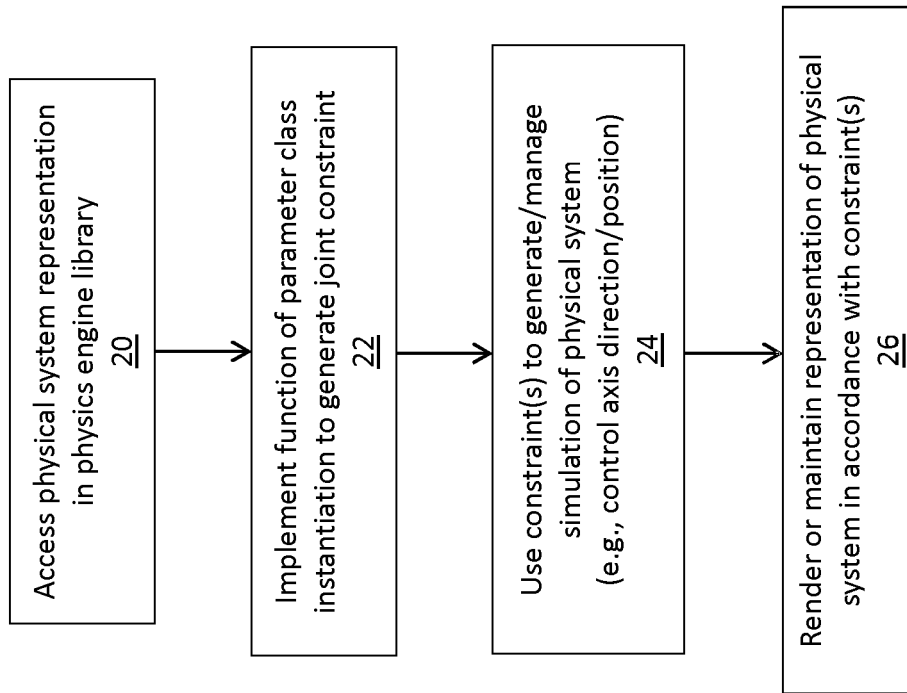 Access physical system representation
in physics engine library
20
Implement function of parameter class
instantiation to generate joint constraint
22
Use constraint(s) to generate/manage
simulation of physical system
(e.g., control axis direction/position)
24
Render or maintain representation of physical
system in accordance with constraint(s)
26